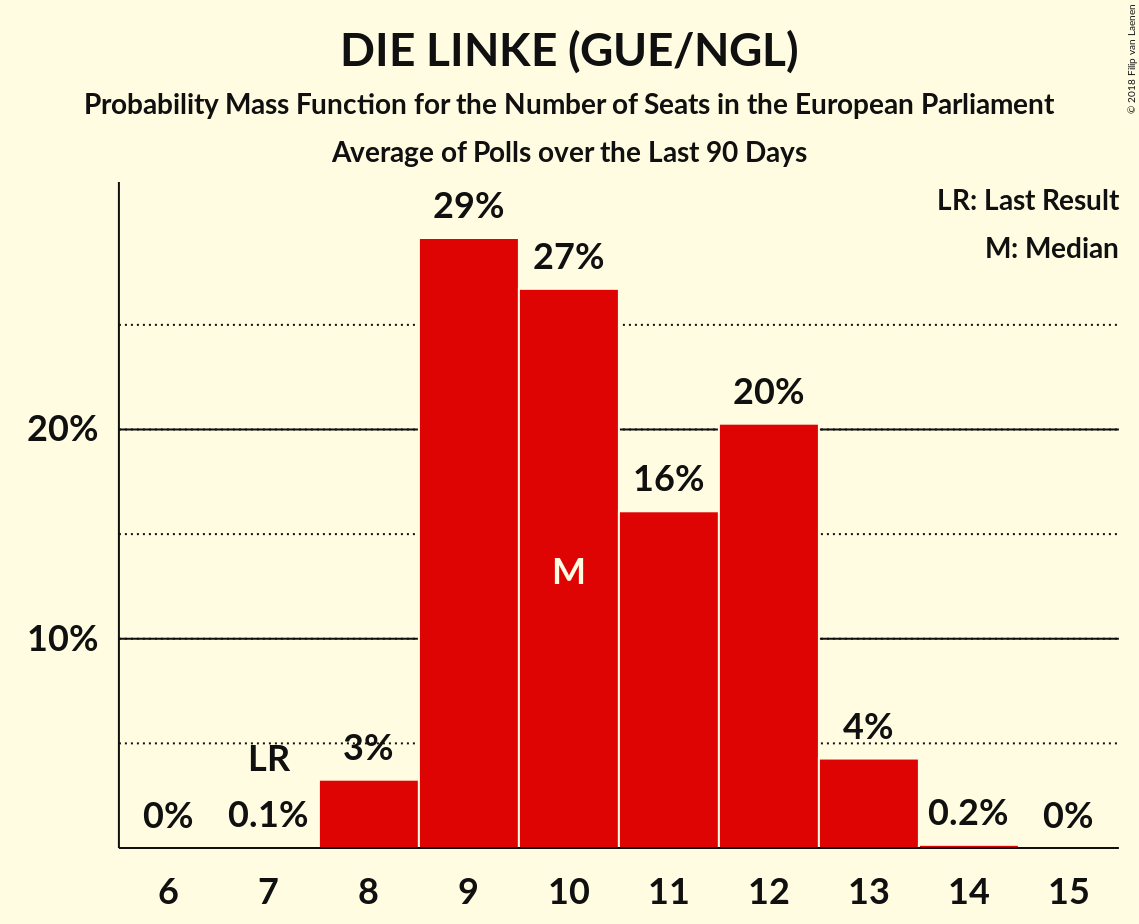 DIE LINKE (GUE/NGL)
Probability Mass Function for the Number of Seats in the European Parliament
Average of Polls over the Last 90 Days
© 2018 Filip van Laenen
LR: Last Result
M: Median
29%
27%
20%
16%
20%
M
10%
4%
3%
LR
0%
0.1%
0.2%
0%
6 7 8 9 10 11 12 13 14 15